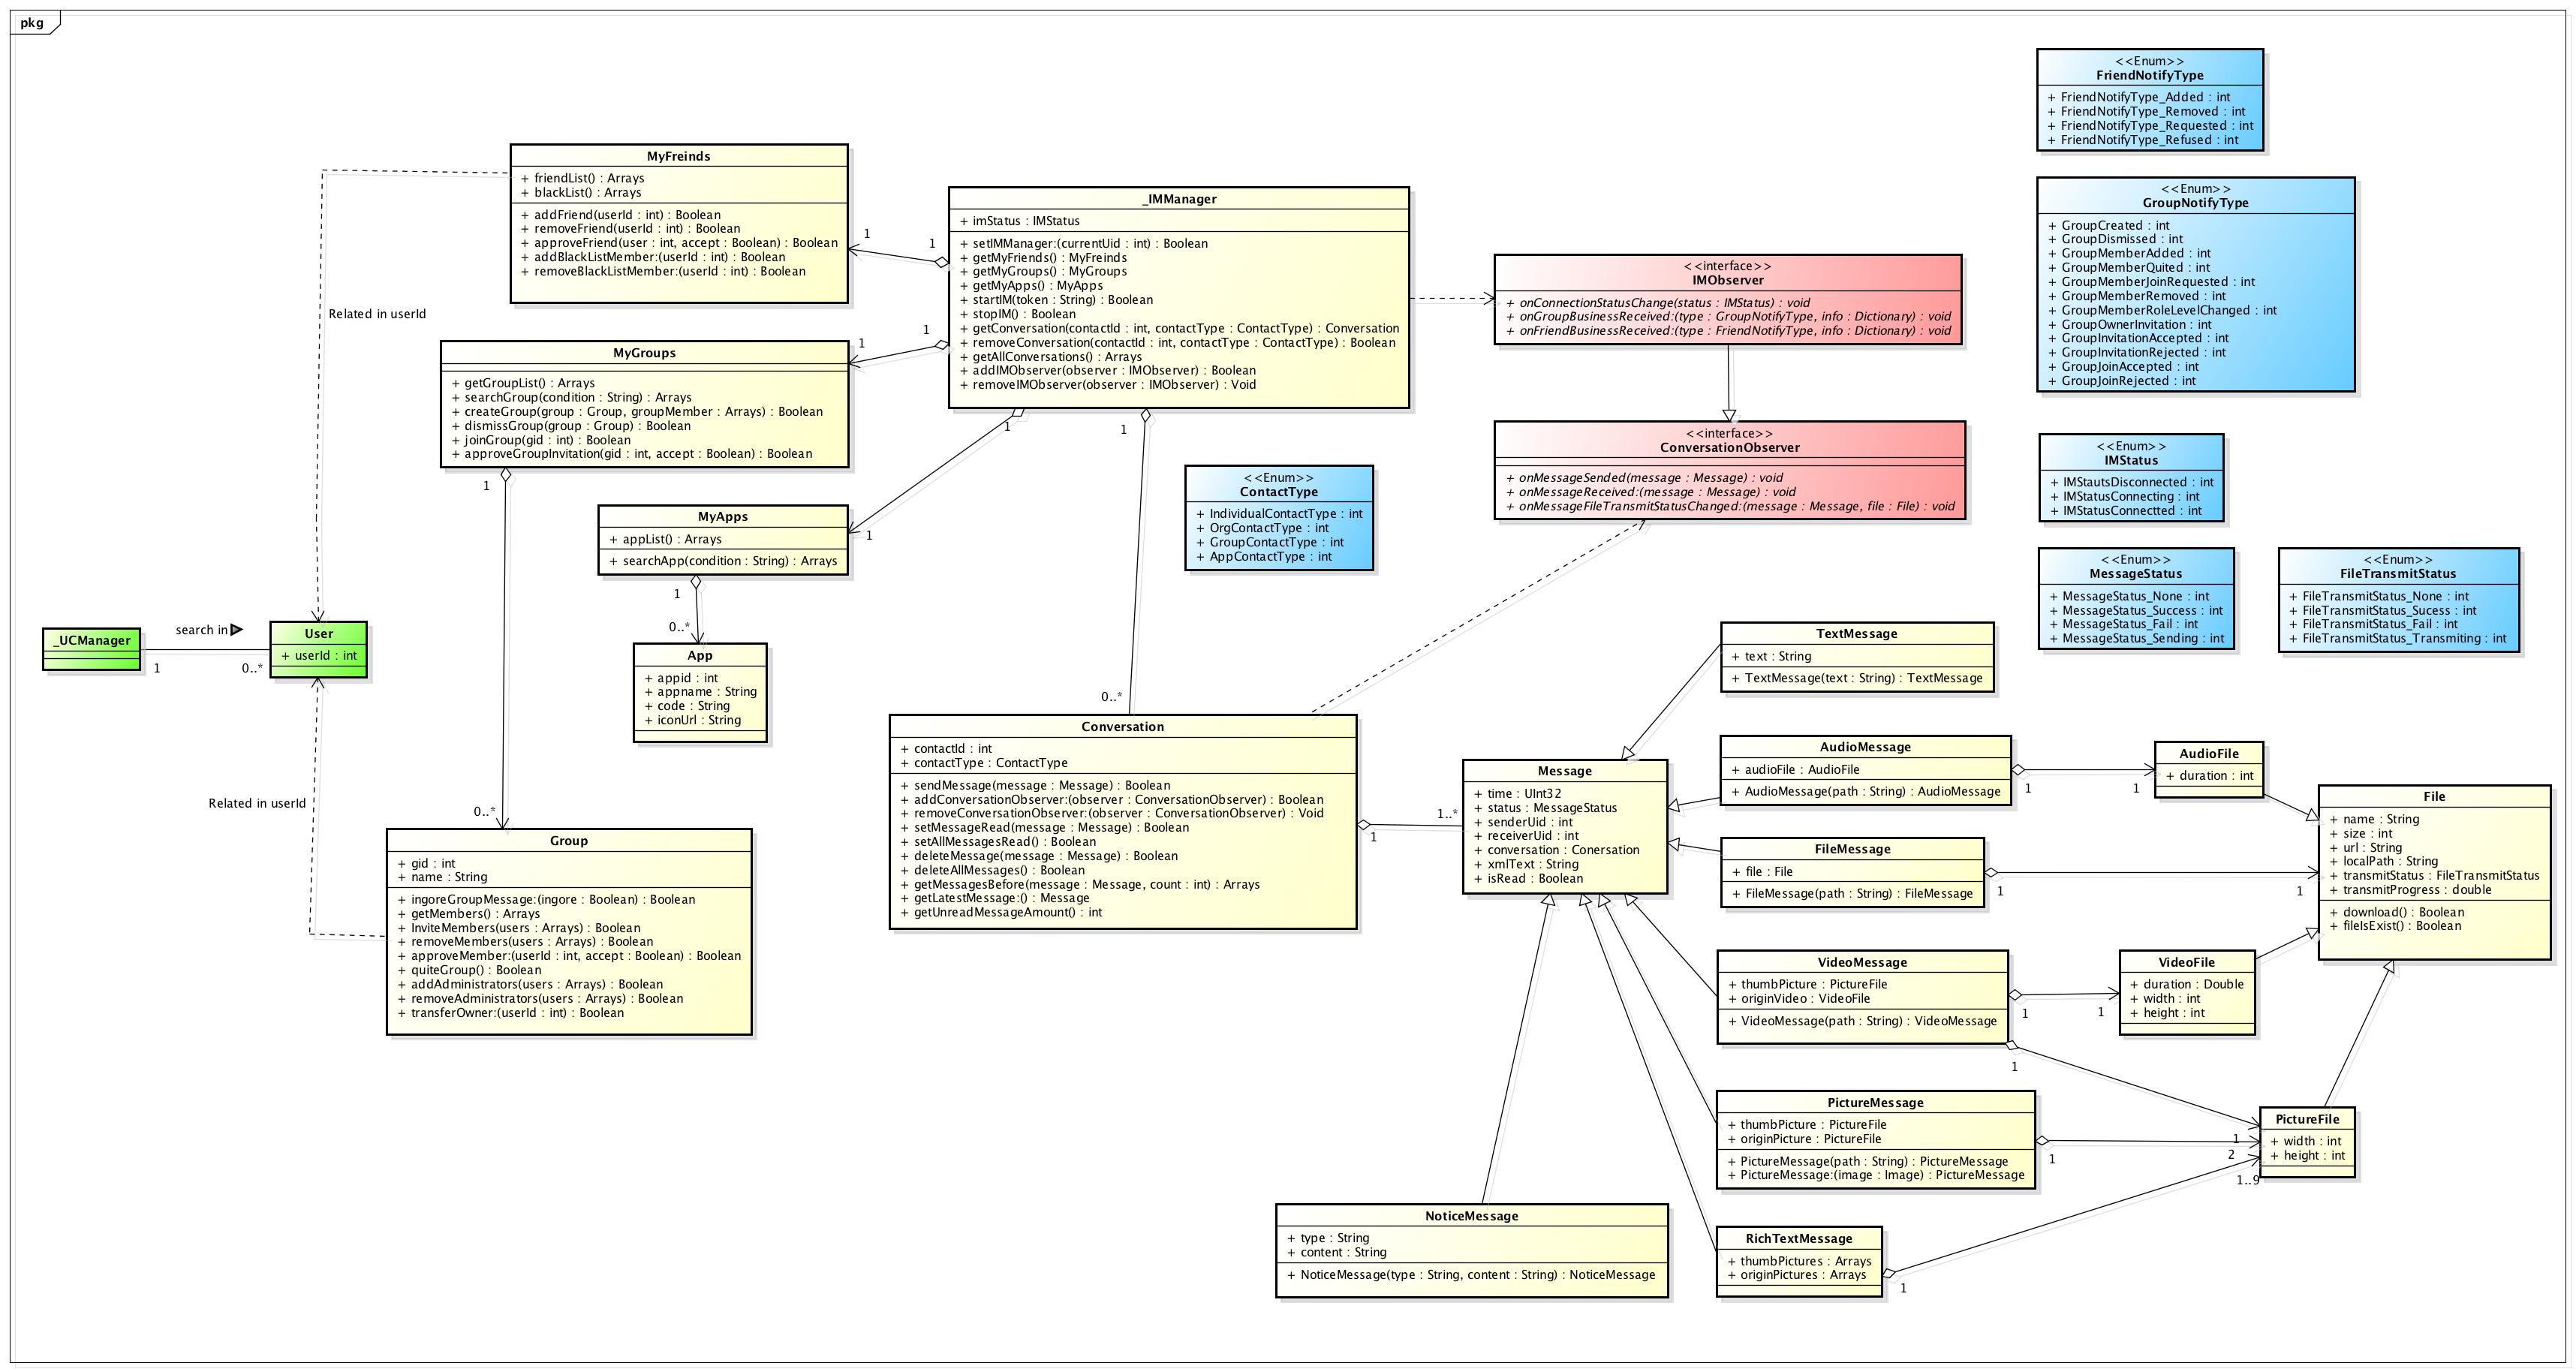 pkg
<<Enum>>
FriendNotifyType
+ FriendNotifyType_Added : int
+ FriendNotifyType_Removed : int
+ FriendNotifyType_Requested : int
+ FriendNotifyType_Refused : int
MyFreinds
+ friendList() : Arrays
+ blackList() : Arrays
+ addFriend(userId : int) : Boolean
+ removeFriend(userId : int) : Boolean
+ approveFriend(user : int, accept : Boolean) : Boolean
+ addBlackListMember:(userId : int) : Boolean
+ removeBlackListMember:(userId : int) : Boolean
1
1
_IMManager
+ imStatus : IMStatus
+ setIMManager:(currentUid : int) : Boolean
+ getMyFriends() : MyFreinds
+ getMyGroups() : MyGroups
+ getMyApps() : MyApps
+ startIM(token : String) : Boolean
+ stopIM() : Boolean
+ getConversation(contactId : int, contactType : ContactType) : Conversation
+ removeConversation(contactId : int, contactType : ContactType) : Boolean
+ getAllConversations() : Arrays
+ addIMObserver(observer : IMObserver) : Boolean
+ removeIMObserver(observer : IMObserver) : Void
<<Enum>>
GroupNotifyType
+ GroupCreated : int
+ GroupDismissed : int
+ GroupMemberAdded : int
+ GroupMemberQuited : int
+ GroupMemberJoinRequested : int
+ GroupMemberRemoved : int
+ GroupMemberRoleLevelChanged : int
+ GroupOwnerInvitation : int
+ GroupInvitationAccepted : int
+ GroupInvitationRejected : int
+ GroupJoinAccepted : int
+ GroupJoinRejected : int
<<interface>>
IMObserver
+ onConnectionStatusChange(status : IMStatus) : void
+ onGroupBusinessReceived:(type : GroupNotifyType, info : Dictionary) : void
+ onFriendBusinessReceived:(type : FriendNotifyType, info : Dictionary) : void
Related in userId
1
1
MyGroups
+ getGroupList() : Arrays
+ searchGroup(condition : String) : Arrays
+ createGroup(group : Group, groupMember : Arrays) : Boolean
+ dismissGroup(group : Group) : Boolean
+ joinGroup(gid : int) : Boolean
+ approveGroupInvitation(gid : int, accept : Boolean) : Boolean
1
1
1
<<interface>>
ConversationObserver
+ onMessageSended(message : Message) : void
+ onMessageReceived:(message : Message) : void
+ onMessageFileTransmitStatusChanged:(message : Message, file : File) : void
<<Enum>>
IMStatus
+ IMStautsDisconnected : int
+ IMStatusConnecting : int
+ IMStatusConnectted : int
<<Enum>>
ContactType
+ IndividualContactType : int
+ OrgContactType : int
+ GroupContactType : int
+ AppContactType : int
MyApps
+ appList() : Arrays
+ searchApp(condition : String) : Arrays
1
1
0..*
<<Enum>>
MessageStatus
+ MessageStatus_None : int
+ MessageStatus_Success : int
+ MessageStatus_Fail : int
+ MessageStatus_Sending : int
<<Enum>>
FileTransmitStatus
+ FileTransmitStatus_None : int
+ FileTransmitStatus_Sucess : int
+ FileTransmitStatus_Fail : int
+ FileTransmitStatus_Transmiting : int
_UCManager
search in
1
0..*
User
+ userId : int
App
+ appid : int
+ appname : String
+ code : String
+ iconUrl : String
0..*
TextMessage
+ text : String
+ TextMessage(text : String) : TextMessage
Conversation
+ contactId : int
+ contactType : ContactType
+ sendMessage(message : Message) : Boolean
+ addConversationObserver:(observer : ConversationObserver) : Boolean
+ removeConversationObserver:(observer : ConversationObserver) : Void
+ setMessageRead(message : Message) : Boolean
+ setAllMessagesRead() : Boolean
+ deleteMessage(message : Message) : Boolean
+ deleteAllMessages() : Boolean
+ getMessagesBefore(message : Message, count : int) : Arrays
+ getLatestMessage:() : Message
+ getUnreadMessageAmount() : int
1
1..*
Message
+ time : UInt32
+ status : MessageStatus
+ senderUid : int
+ receiverUid : int
+ conversation : Conersation
+ xmlText : String
+ isRead : Boolean
AudioMessage
+ audioFile : AudioFile
+ AudioMessage(path : String) : AudioMessage
1
1
AudioFile
+ duration : int
File
+ name : String
+ size : int
+ url : String
+ localPath : String
+ transmitStatus : FileTransmitStatus
+ transmitProgress : double
+ download() : Boolean
+ fileIsExist() : Boolean
Related in userId
0..*
Group
+ gid : int
+ name : String
+ ingoreGroupMessage:(ingore : Boolean) : Boolean
+ getMembers() : Arrays
+ InviteMembers(users : Arrays) : Boolean
+ removeMembers(users : Arrays) : Boolean
+ approveMember:(userId : int, accept : Boolean) : Boolean
+ quiteGroup() : Boolean
+ addAdministrators(users : Arrays) : Boolean
+ removeAdministrators(users : Arrays) : Boolean
+ transferOwner:(userId : int) : Boolean
FileMessage
+ file : File
+ FileMessage(path : String) : FileMessage
1
1
VideoMessage
+ thumbPicture : PictureFile
+ originVideo : VideoFile
+ VideoMessage(path : String) : VideoMessage
1
1
1
VideoFile
+ duration : Double
+ width : int
+ height : int
PictureMessage
+ thumbPicture : PictureFile
+ originPicture : PictureFile
+ PictureMessage(path : String) : PictureMessage
+ PictureMessage:(image : Image) : PictureMessage
1
1
2
1..9
PictureFile
+ width : int
+ height : int
NoticeMessage
+ type : String
+ content : String
+ NoticeMessage(type : String, content : String) : NoticeMessage
RichTextMessage
+ thumbPictures : Arrays
+ originPictures : Arrays
1